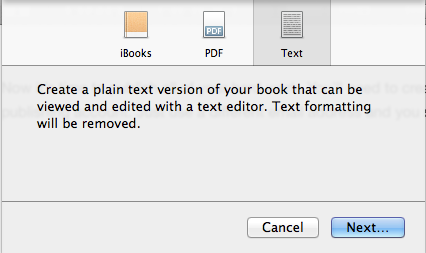 iBooks PDF Text
Create a plain text version of your book that can be
viewed and edited with a text editor. Text formatting
will be removed.
Cancel Next...